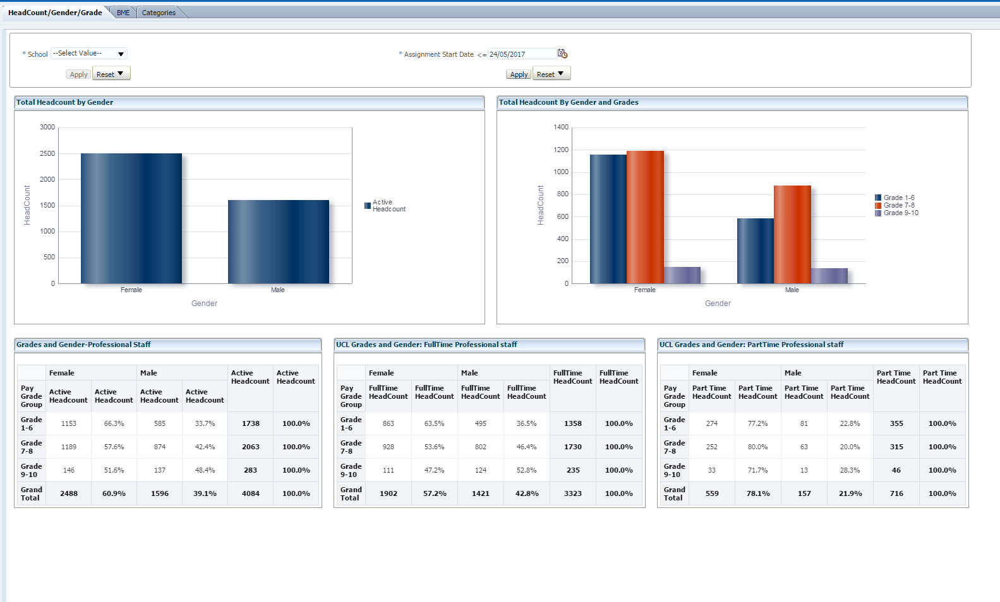 HeadCount/Gender/Grade BME Categories
* School --Select Value-- * Assignment Start Date <= 24/05/2017
Apply Reset Apply Reset
Total Headcount by Gender
3000
2500
2000
1500
1000
500
0
HeadCount
Female Male
Gender
Active
Headcount
Total Headcount By Gender and Grades
1400
1200
1000
800
600
400
200
0
HeadCount
Female Male
Gender
Grade 1-6
Grade 7-8
Grade 9-10
Grades and Gender-Professional Staff
Female Male Active Headcount Active Headcount
Pay Grade Group Active Headcount Active Headcount Active Headcount Active Headcount
Grade 1-6 1153 66.3% 585 33.7% 1738 100.0%
Grade 7-8 1189 57.6% 874 42.4% 2063 100.0%
Grade 9-10 146 51.6% 137 48.4% 283 100.0%
Grand Total 2488 60.9% 1596 39.1% 4084 100.0%
UCL Grades and Gender: FullTime Professional staff
Female Male FullTime HeadCount FullTime HeadCount
Pay Grade Group FullTime HeadCount FullTime HeadCount FullTime HeadCount FullTime HeadCount
Grade 1-6 863 63.5% 495 36.5% 1358 100.0%
Grade 7-8 928 53.6% 802 46.4% 1730 100.0%
Grade 9-10 111 47.2% 124 52.8% 235 100.0%
Grand Total 1902 57.2% 1421 42.8% 3323 100.0%
UCL Grades and Gender: PartTime Professional staff
Female Male Part Time HeadCount Part Time HeadCount
Pay Grade Group Part Time HeadCount Part Time HeadCount Part Time HeadCount Part Time HeadCount
Grade 1-6 274 77.2% 81 22.8% 355 100.0%
Grade 7-8 252 80.0% 63 20.0% 315 100.0%
Grade 9-10 33 71.7% 13 28.3% 46 100.0%
Grand Total 559 78.1% 157 21.9% 716 100.0%